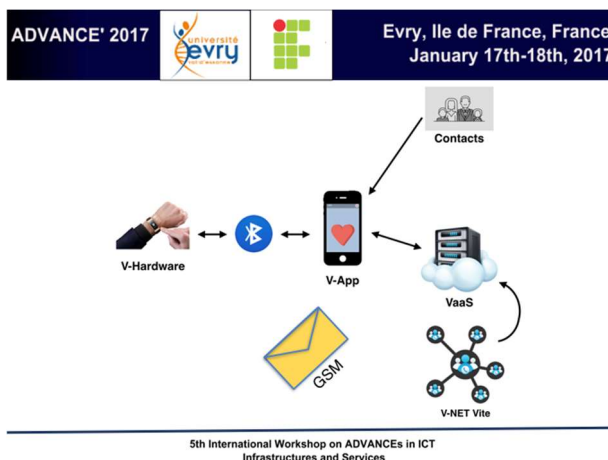 ADVANCE' 2017
université
evry
Evry, Ile de France, France
January 17th-18th, 2017
Contacts
V-Hardware
V-App
VaaS
GSM
V-NET Vite
5th International Workshop on ADVANCEs in ICT
Infrastructures and Services